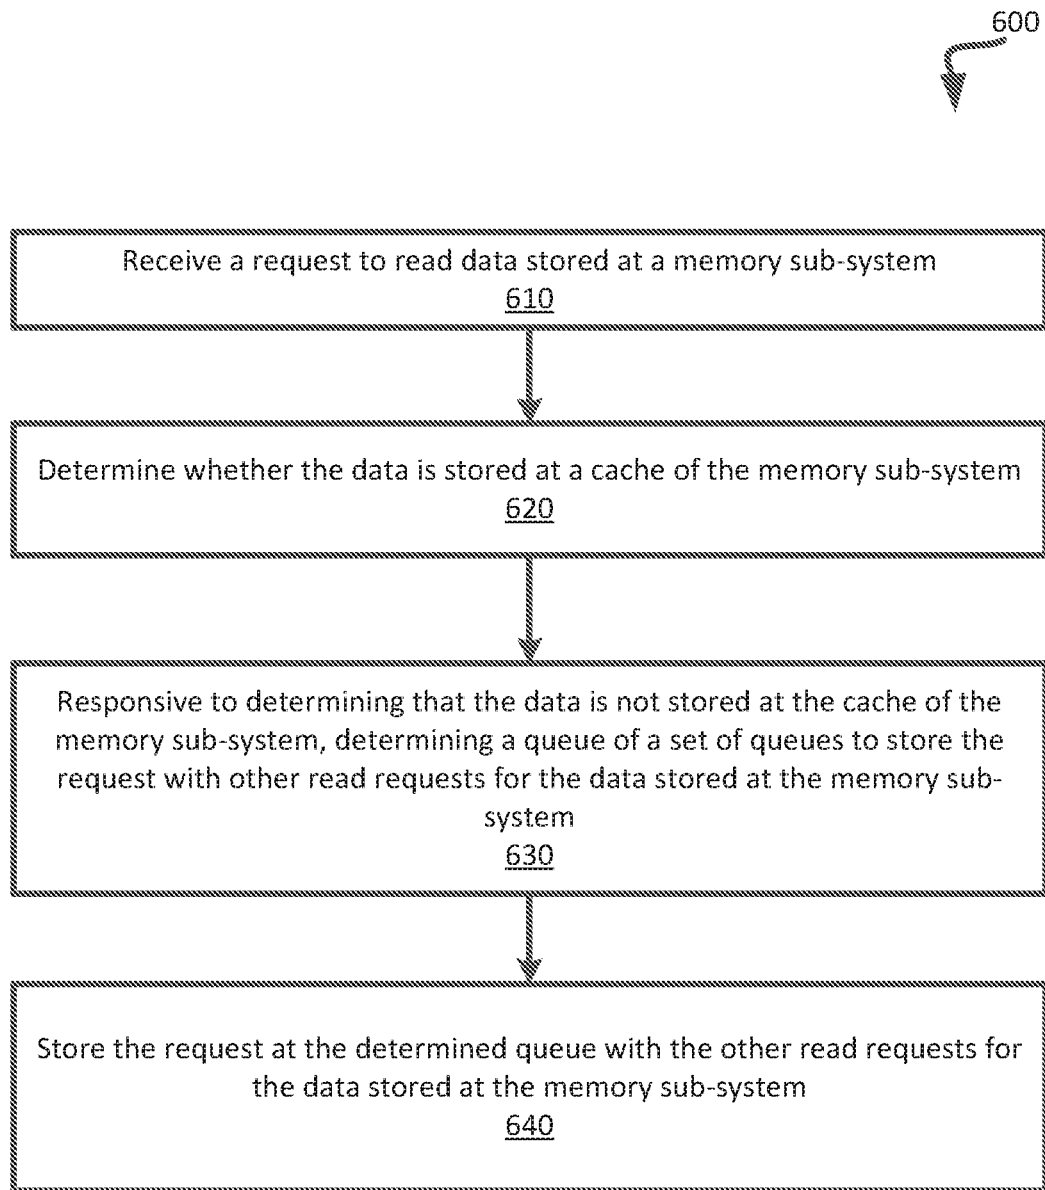 600
Receive a request to read data stored at a memory sub-system
610
Determine whether the data is stored at a cache of the memory sub-system
620
Responsive to determining that the data is not stored at the cache of the
memory sub-system, determining a queue of a set of queues to store the
request with other read requests for the data stored at the memory sub-
system
630
Store the request at the determined queue with the other read requests for
the data stored at the memory sub-system
640